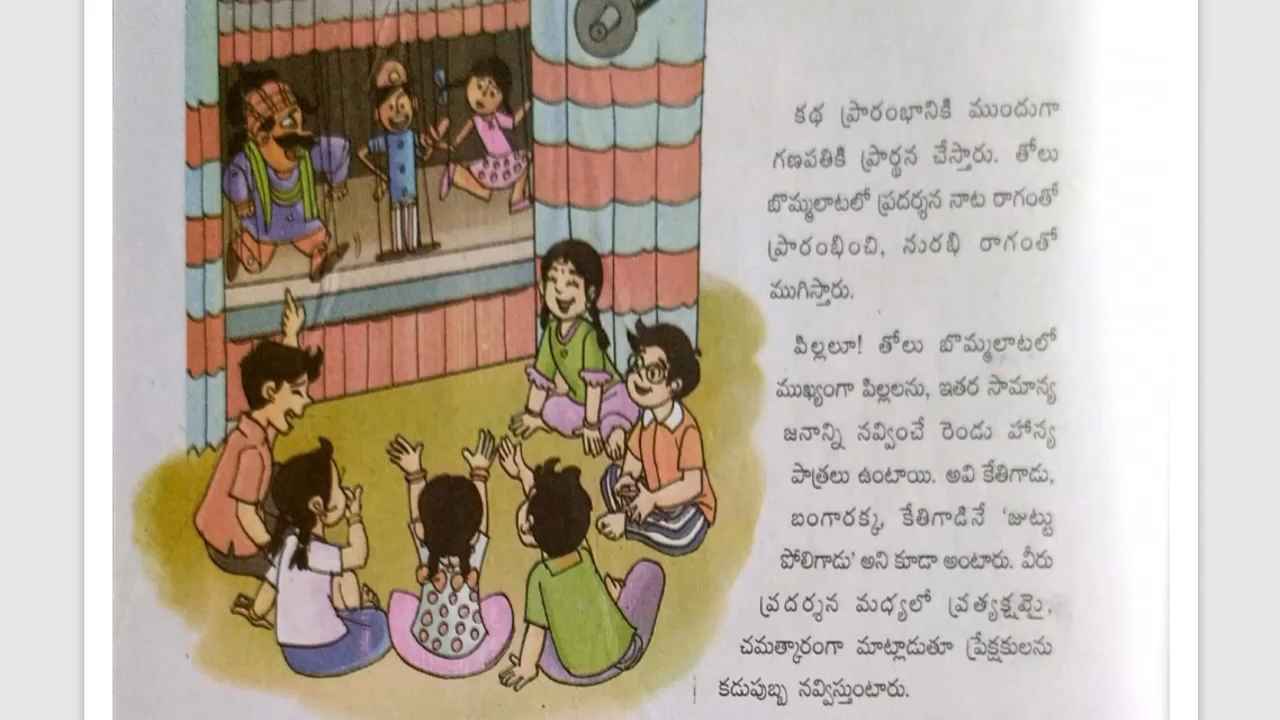 కథ ప్రారంభానికి ముందుగా
గణపతికి ప్రార్థన చేస్తారు. తోలు
బొమ్మలాటలో ప్రదర్శన నాట రాగంతో
ప్రారంభించి, సురభి రాగంతో
ముగిస్తారు.
పిల్లలూ! తోలు బొమ్మలాటలో
ముఖ్యంగా పిల్లలను, ఇతర సామాన్య
జనాన్ని నవ్వించే రెండు హాస్య
పాత్రలు ఉంటాయి. అవి కేతిగాడు,
బంగారక్క, కేతిగాడినే 'జుట్టు
పోలిగాడు' అని కూడా అంటారు. వీరు
ప్రదర్శన మధ్యలో ప్రత్యక్షమై,
చమత్కారంగా మాట్లాడుతూ ప్రేక్షకులను
కడుపుబ్బ నవ్విస్తుంటారు.